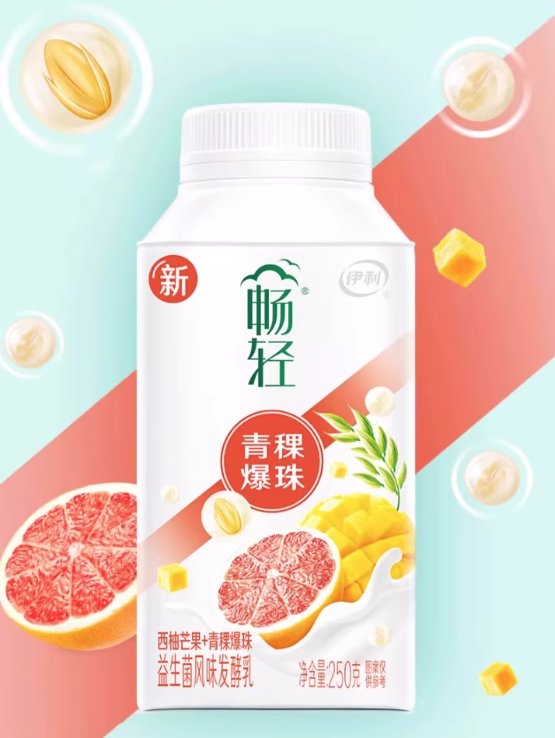 新
伊利
畅轻®
青稞
爆珠
西柚芒果+青稞爆珠
益生菌风味发酵乳
净含量:250克 图案仅
供参考